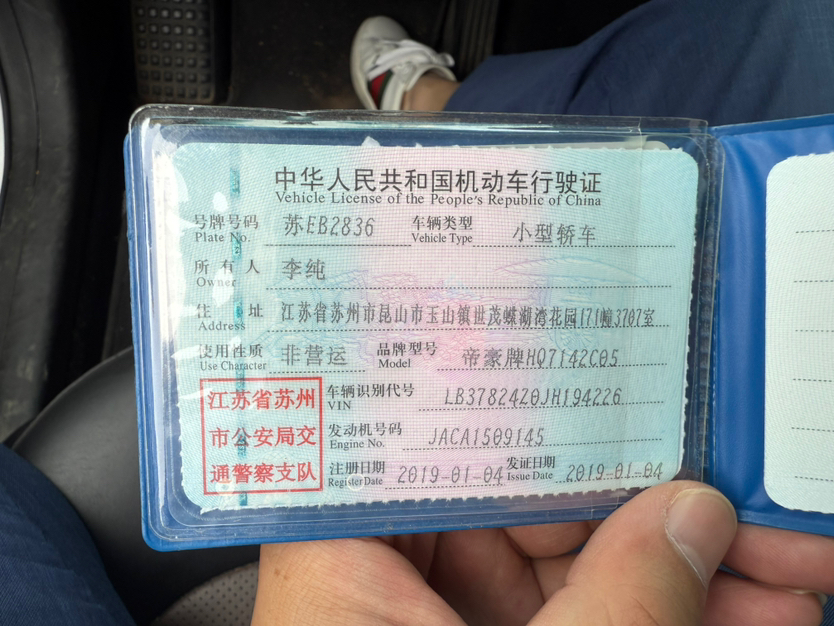 中华人民共和国机动车行驶证
Vehicle License of the People's Republic of China
号牌号码 苏EB2836 车辆类型 小型轿车
Plate No. Vehicle Type
所有人 李纯
Owner
住址 江苏省苏州市昆山市玉山镇世茂蝶湖湾花园171幢3707室
Address
使用性质 非营运 品牌型号 帝豪牌HQ7142C05
Use Character Model
江苏省苏州 车辆识别代号 LB37824Z0JH194226
VIN
市公安局交 发动机号码 JACA1509145
Engine No.
通警察支队 注册日期 2019-01-04 发证日期 2019-01-04
Register Date Issue Date